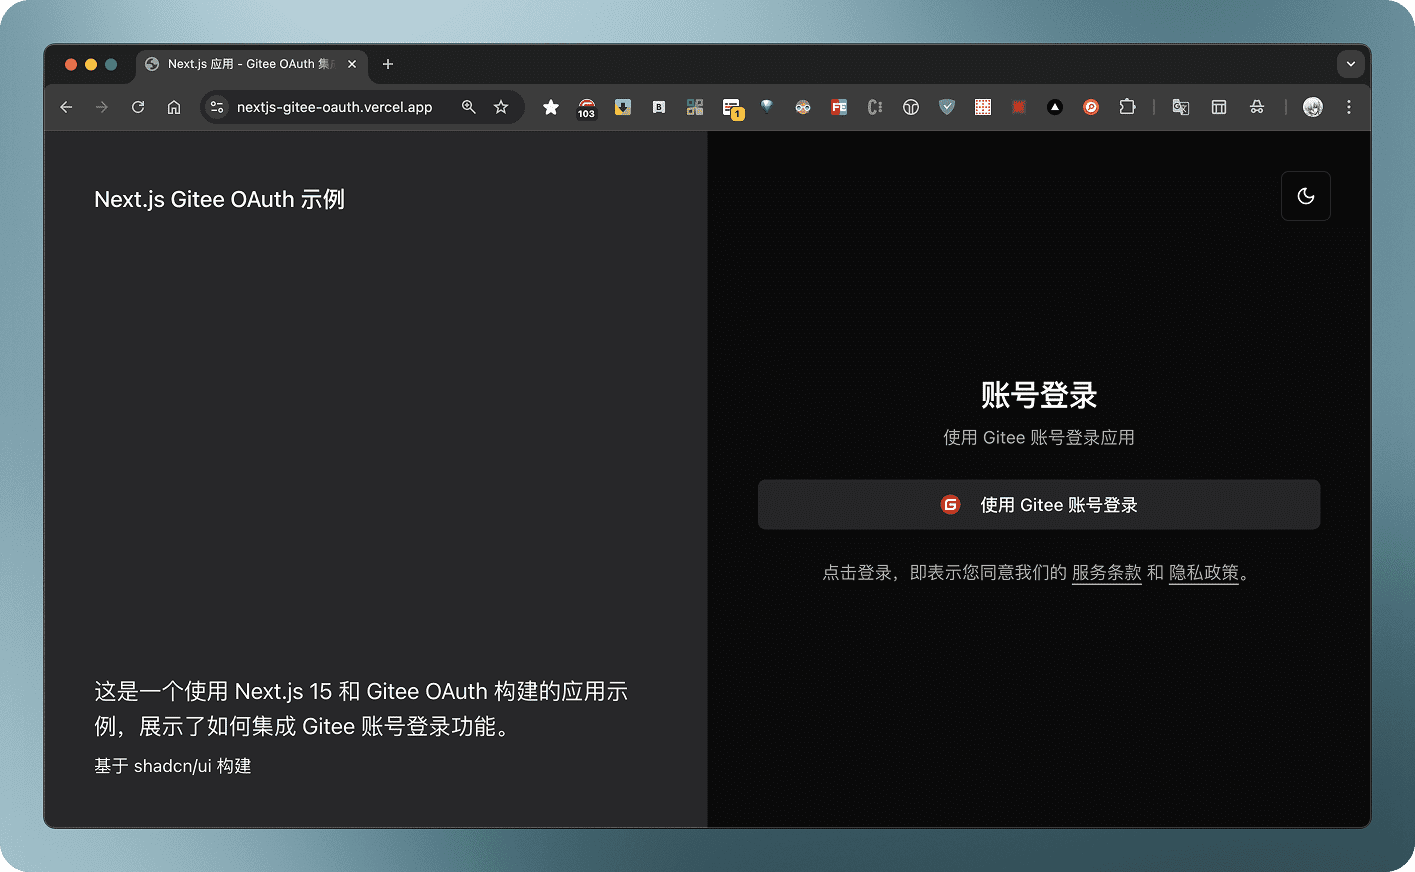 Next.js 应用 - Gitee OAuth 集
nextjs-gitee-oauth.vercel.app
103
B
1
FE
Next.js Gitee OAuth 示例
账号登录
使用 Gitee 账号登录应用
G 使用 Gitee 账号登录
点击登录，即表示您同意我们的 服务条款 和 隐私政策。
这是一个使用 Next.js 15 和 Gitee OAuth 构建的应用示
例，展示了如何集成 Gitee 账号登录功能。
基于 shadcn/ui 构建